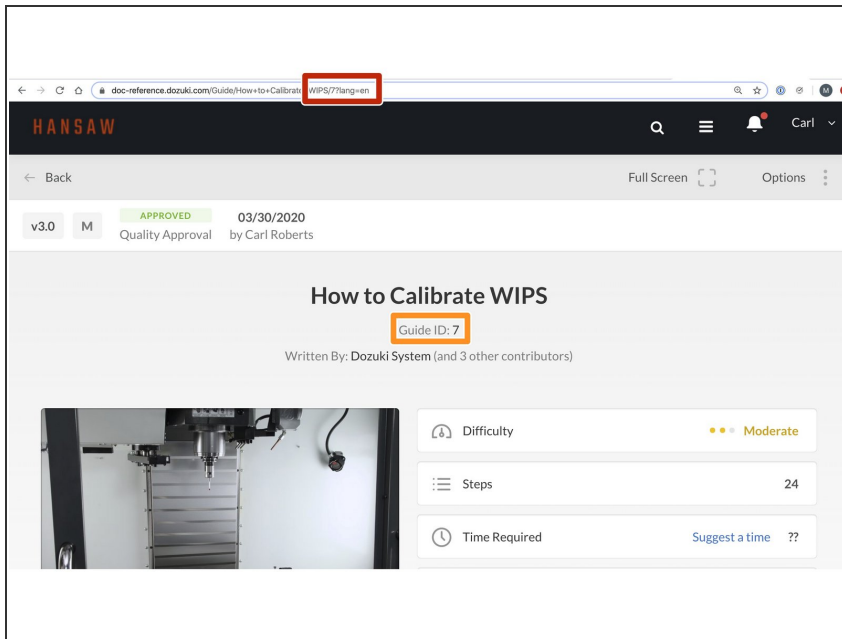 doc-reference.dozuki.com/Guide/How+to+Calibrate+WIPS/7?lang=en
M
HANSAW
Carl
Back
Full Screen
Options
v3.0
M
APPROVED
Quality Approval
03/30/2020
by Carl Roberts
How to Calibrate WIPS
Guide ID: 7
Written By: Dozuki System (and 3 other contributors)
Difficulty
Moderate
Steps
24
Time Required
Suggest a time
??